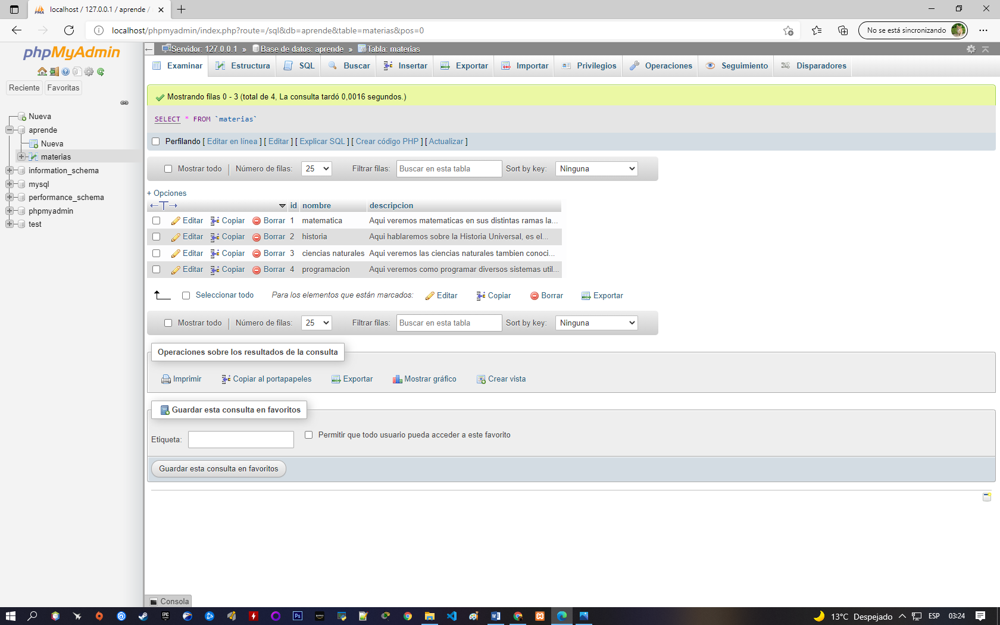 localhost / 127.0.0.1 / aprende /
localhost/phpmyadmin/index.php?route=/sql&db=aprende&table=materias&pos=0
No se está sincronizando
phpMyAdmin
Reciente
Favoritas
Nueva
aprende
Nueva
materias
information_schema
mysql
performance_schema
phpmyadmin
test
Servidor: 127.0.0.1 » Base de datos: aprende » Tabla: materias
Examinar Estructura SQL Buscar Insertar Exportar Importar Privilegios Operaciones Seguimiento Disparadores
Mostrando filas 0 - 3 (total de 4, La consulta tardó 0,0016 segundos.)
SELECT * FROM `materias`
Perfilando [ Editar en línea ] [ Editar ] [ Explicar SQL ] [ Crear código PHP ] [ Actualizar ]
Mostrar todo Número de filas: 25 Filtrar filas: Buscar en esta tabla Sort by key: Ninguna
+ Opciones
←T→ id nombre descripcion
Editar Copiar Borrar 1 matematica Aqui veremos matematicas en sus distintas ramas la...
Editar Copiar Borrar 2 historia Aqui hablaremos sobre la Historia Universal, es el...
Editar Copiar Borrar 3 ciencias naturales Aqui veremos las ciencias naturales tambien conoci...
Editar Copiar Borrar 4 programacion Aqui veremos como programar diversos sistemas util...
Seleccionar todo Para los elementos que están marcados: Editar Copiar Borrar Exportar
Mostrar todo Número de filas: 25 Filtrar filas: Buscar en esta tabla Sort by key: Ninguna
Operaciones sobre los resultados de la consulta
Imprimir Copiar al portapapeles Exportar Mostrar gráfico Crear vista
Guardar esta consulta en favoritos
Etiqueta: Permitir que todo usuario pueda acceder a este favorito
Guardar esta consulta en favoritos
Consola
13°C Despejado ESP 03:24